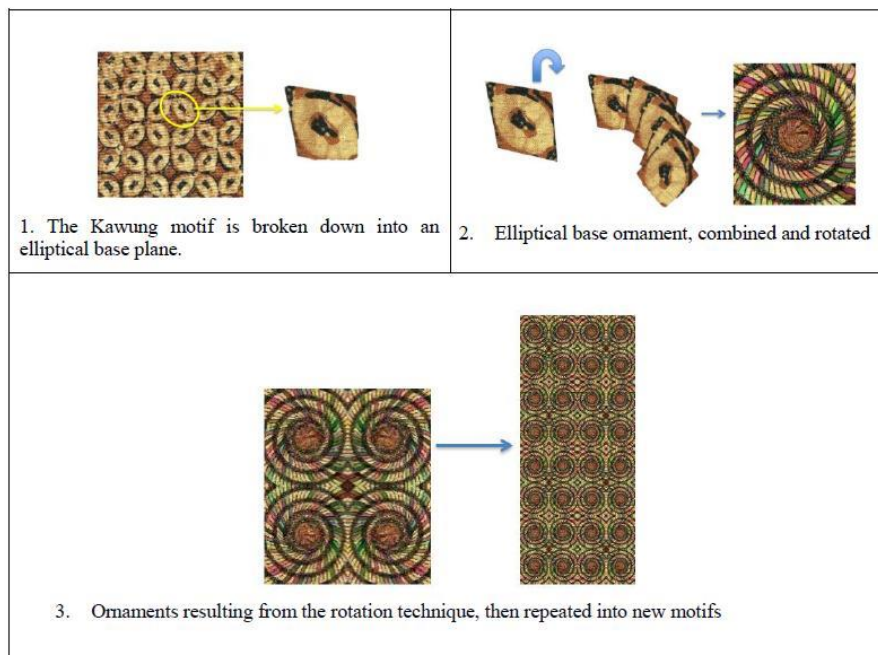 1. The Kawung motif is broken down into an
elliptical base plane.
2. Elliptical base ornament, combined and rotated
3. Ornaments resulting from the rotation technique, then repeated into new motifs